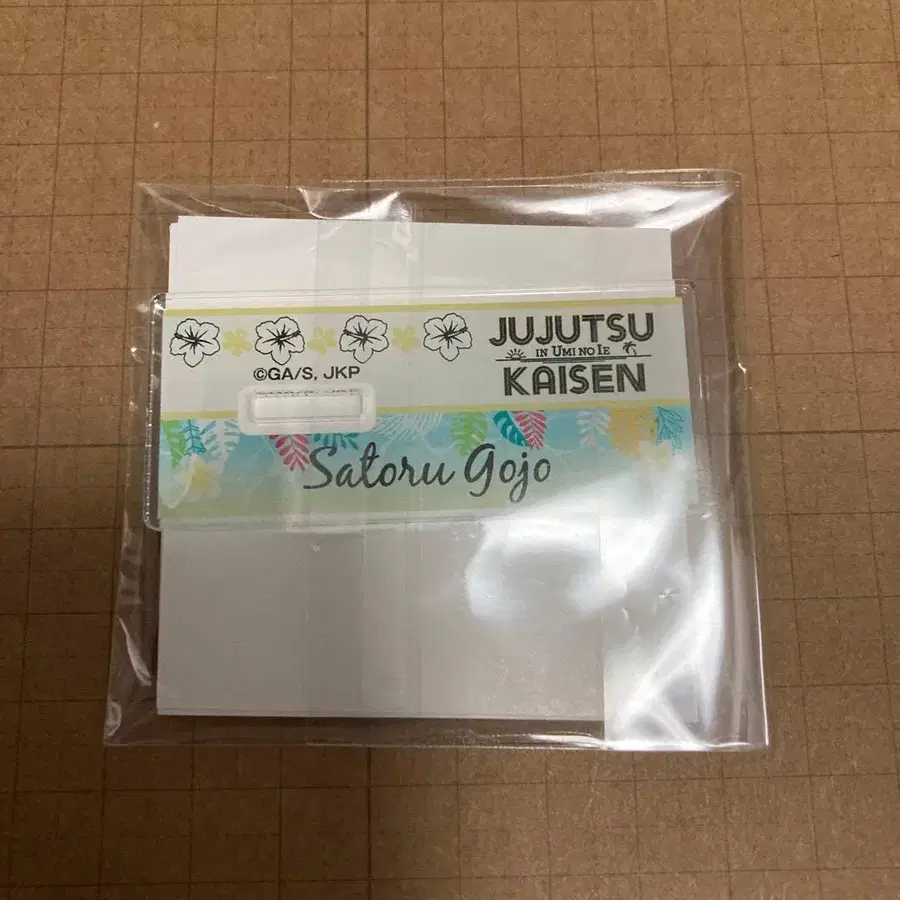 JUJUTSU
IN UMI NO IE
KAISEN
©GA/S, JKP
Satoru Gojo